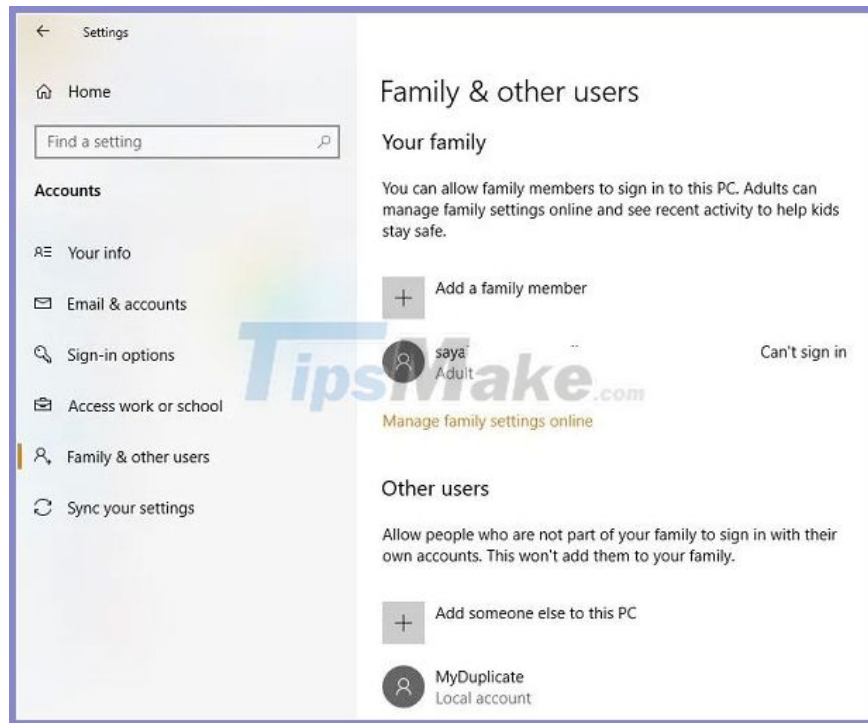 Settings
Home
Find a setting
Accounts
Your info
Email & accounts
Sign-in options
Access work or school
Family & other users
Sync your settings
Family & other users
Your family
You can allow family members to sign in to this PC. Adults can
manage family settings online and see recent activity to help kids
stay safe.
Add a family member
saya
Can't sign in
Adult
Manage family settings online
Other users
Allow people who are not part of your family to sign in with their
own accounts. This won't add them to your family.
Add someone else to this PC
MyDuplicate
Local account
TipsMake.com